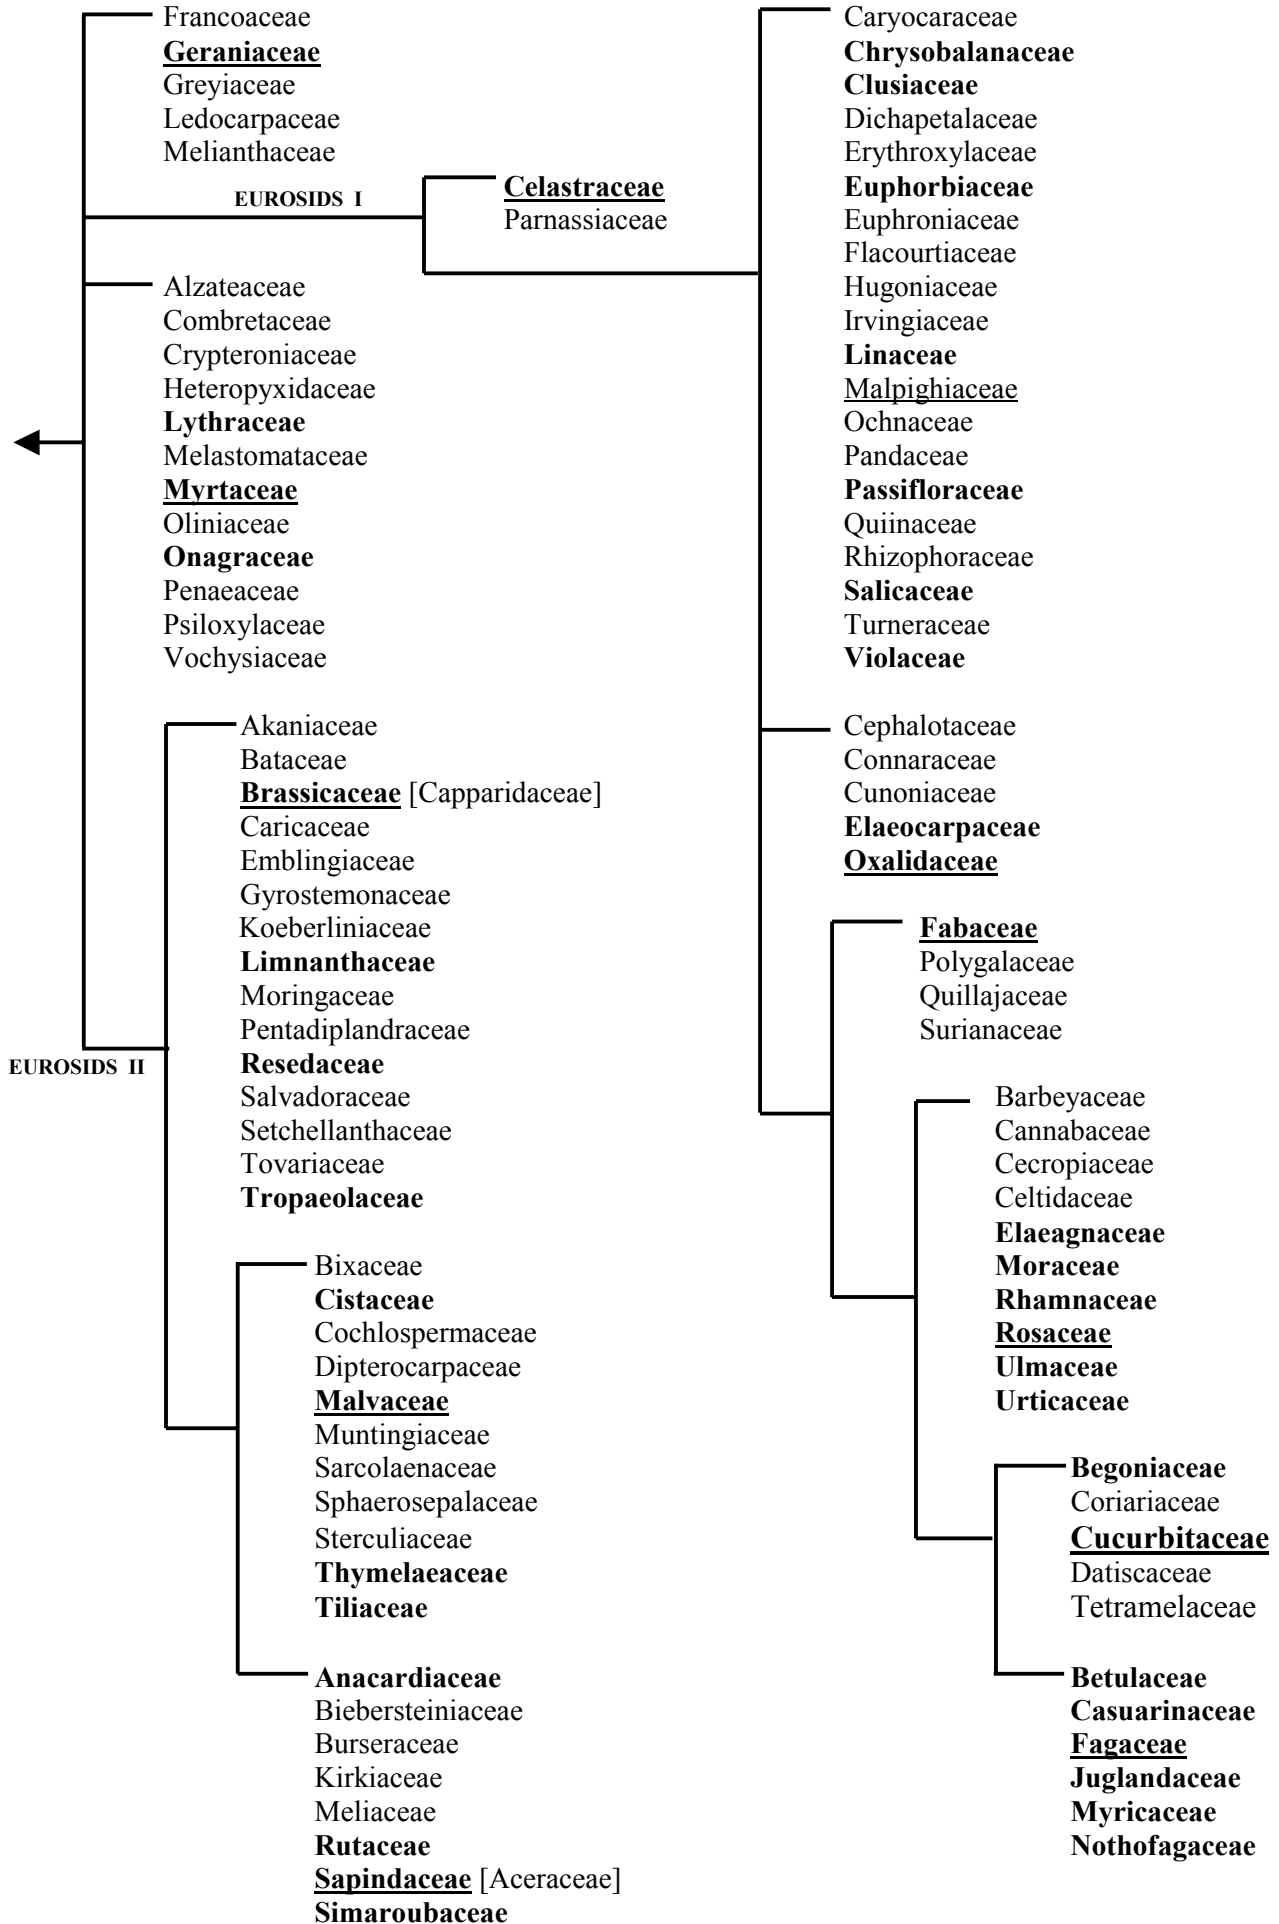 Francoaceae
Geraniaceae
Greyiaceae
Ledocarpaceae
Melianthaceae
EUROSIDS I
Celastraceae
Parnassiaceae
Alzateaceae
Combretaceae
Crypteroniaceae
Heteropyxidaceae
Lythraceae
Melastomataceae
Myrtaceae
Oliniaceae
Onagraceae
Penaeaceae
Psiloxylaceae
Vochysiaceae
Akaniaceae
Bataceae
Brassicaceae [Capparidaceae]
Caricaceae
Emblingiaceae
Gyrostemonaceae
Koeberliniaceae
Limnanthaceae
Moringaceae
Pentadiplandraceae
Resedaceae
Salvadoraceae
Setchellanthaceae
Tovariaceae
Tropaeolaceae
EUROSIDS II
Bixaceae
Cistaceae
Cochlospermaceae
Dipterocarpaceae
Malvaceae
Muntingiaceae
Sarcolaenaceae
Sphaerosepalaceae
Sterculiaceae
Thymelaeaceae
Tiliaceae
Anacardiaceae
Biebersteiniaceae
Burseraceae
Kirkiaceae
Meliaceae
Rutaceae
Sapindaceae [Aceraceae]
Simaroubaceae
Caryocaraceae
Chrysobalanaceae
Clusiaceae
Dichapetalaceae
Erythroxylaceae
Euphorbiaceae
Euphroniaceae
Flacourtiaceae
Hugoniaceae
Irvingiaceae
Linaceae
Malpighiaceae
Ochnaceae
Pandaceae
Passifloraceae
Quiinaceae
Rhizophoraceae
Salicaceae
Turneraceae
Violaceae
Cephalotaceae
Connaraceae
Cunoniaceae
Elaeocarpaceae
Oxalidaceae
Fabaceae
Polygalaceae
Quillajaceae
Surianaceae
Barbeyaceae
Cannabaceae
Cecropiaceae
Celtidaceae
Elaeagnaceae
Moraceae
Rhamnaceae
Rosaceae
Ulmaceae
Urticaceae
Begoniaceae
Coriariaceae
Cucurbitaceae
Datiscaceae
Tetramelaceae
Betulaceae
Casuarinaceae
Fagaceae
Juglandaceae
Myricaceae
Nothofagaceae